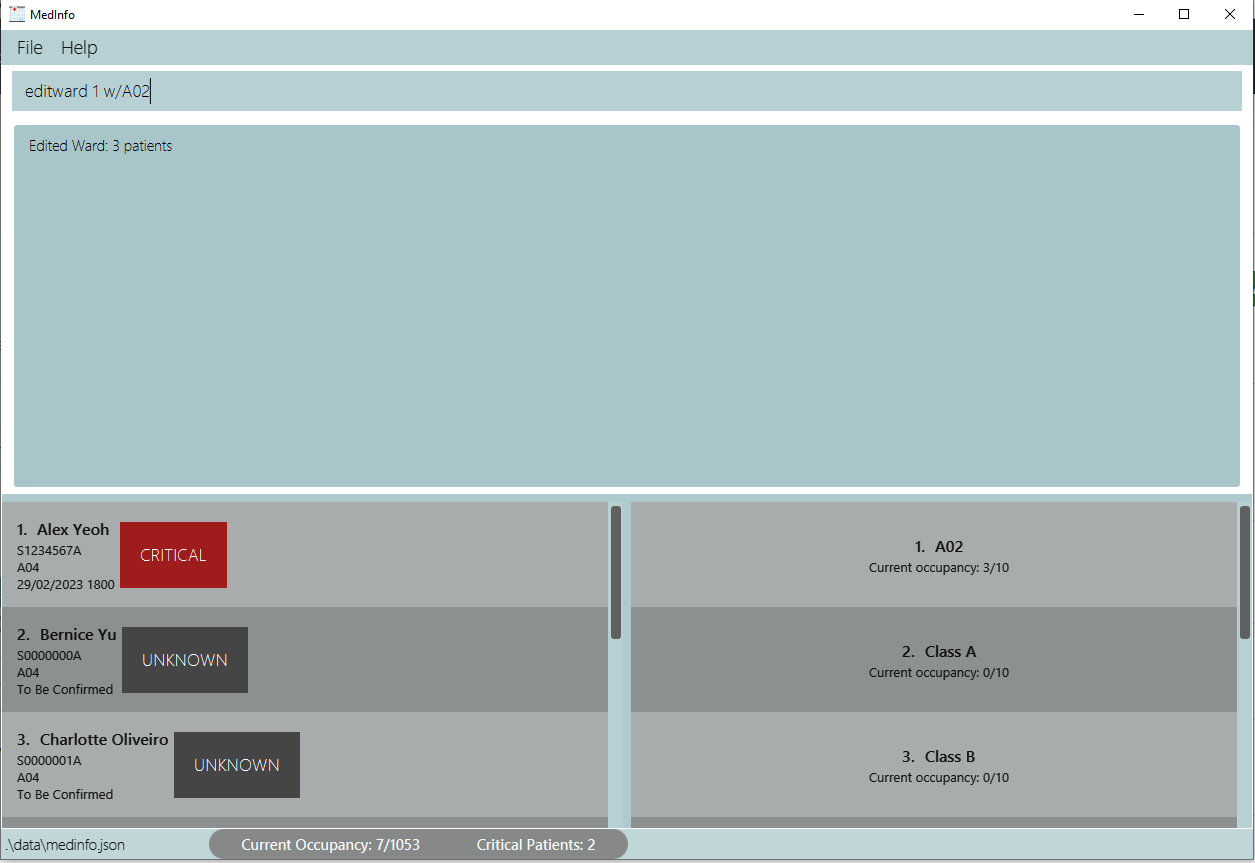 MedInfo
File Help
editward 1 w/A02
Edited Ward: 3 patients
1. Alex Yeoh
S1234567A
A04
29/02/2023 1800
CRITICAL
2. Bernice Yu
S0000000A
A04
To Be Confirmed
UNKNOWN
3. Charlotte Oliveiro
S0000001A
A04
To Be Confirmed
UNKNOWN
1. A02
Current occupancy: 3/10
2. Class A
Current occupancy: 0/10
3. Class B
Current occupancy: 0/10
.\data\medinfo.json
Current Occupancy: 7/1053 Critical Patients: 2